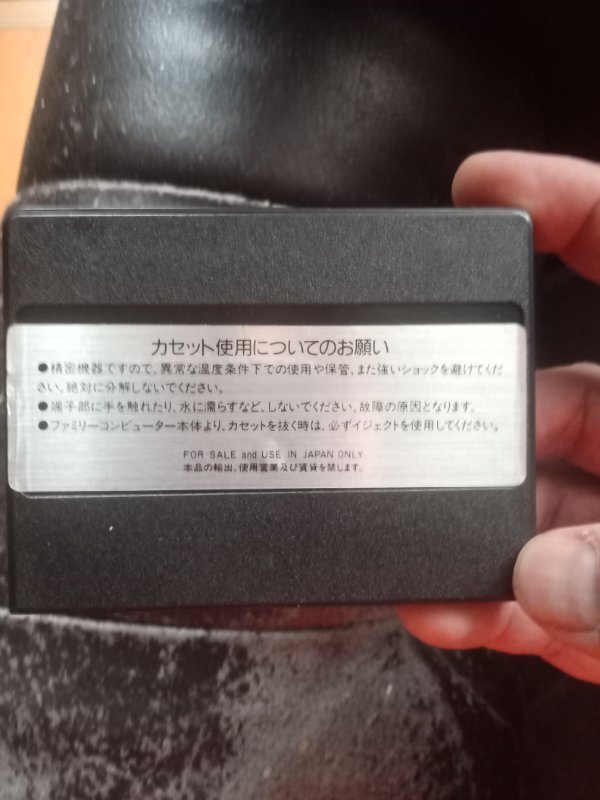 カセット使用についてのお願い
●精密機器ですので、異常な温度条件下での使用や保管、また強いショックを避けてくだ
さい。絶対に分解しないでください。
●端子部に手を触れたり、水に濡らすなど、しないでください。故障の原因となります。
●ファミリーコンピューター本体より、カセットを抜く時は、必ずイジェクトを使用してください。
FOR SALE and USE IN JAPAN ONLY
本品の輸出、使用営業及び賃貸を禁じます。